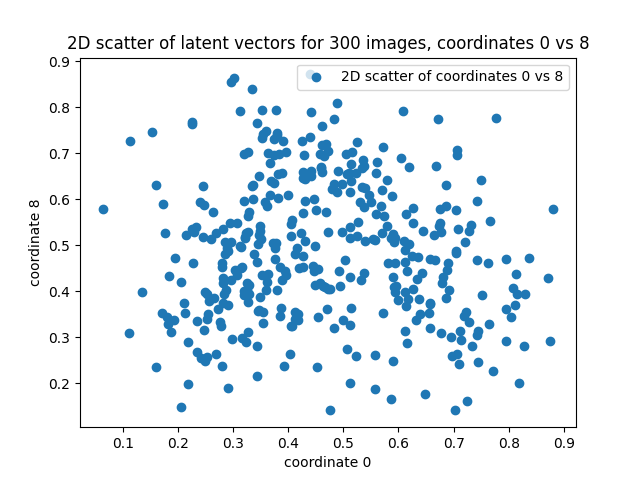 2D scatter of latent vectors for 300 images, coordinates 0 vs 8
2D scatter of coordinates 0 vs 8
0.9
0.8
0.7
0.6
0.5
0.4
0.3
0.2
coordinate 8
0.1 0.2 0.3 0.4 0.5 0.6 0.7 0.8 0.9
coordinate 0